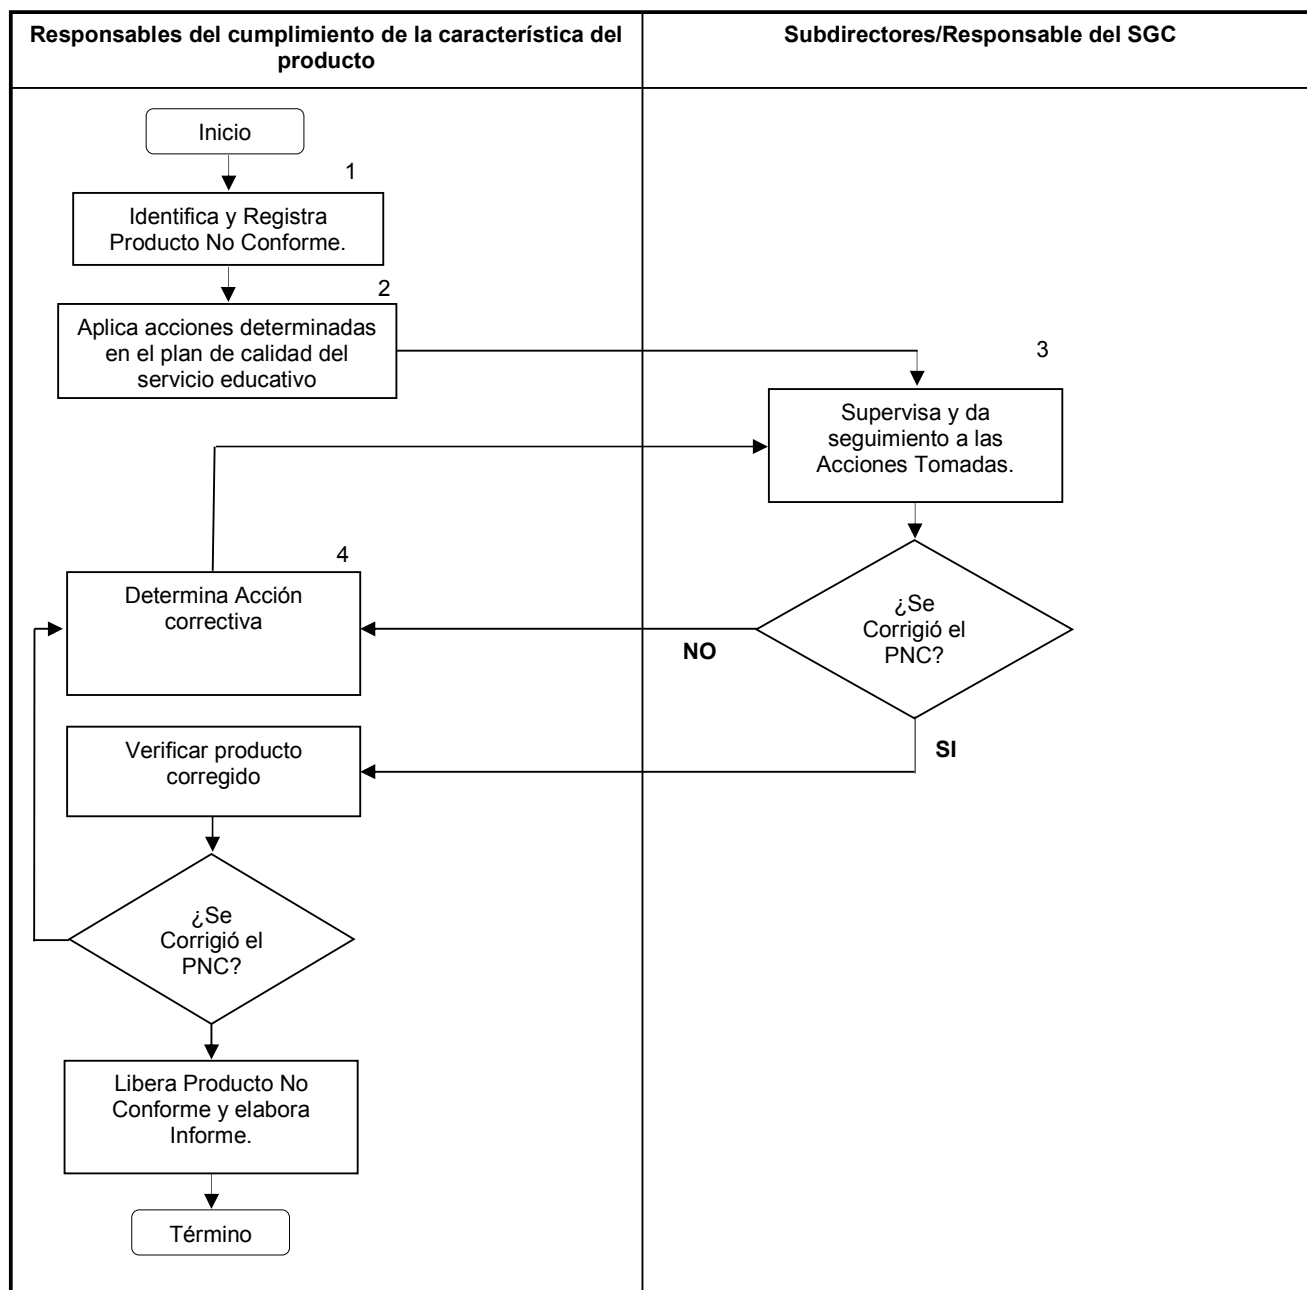 Responsables del cumplimiento de la característica del
producto
Subdirectores/Responsable del SGC
Inicio
1
Identifica y Registra
Producto No Conforme.
2
Aplica acciones determinadas
en el plan de calidad del
servicio educativo
3
Supervisa y da
seguimiento a las
Acciones Tomadas.
4
Determina Acción
correctiva
¿Se
Corrigió el
PNC?
NO
SI
Verificar producto
corregido
¿Se
Corrigió el
PNC?
Libera Producto No
Conforme y elabora
Informe.
Término